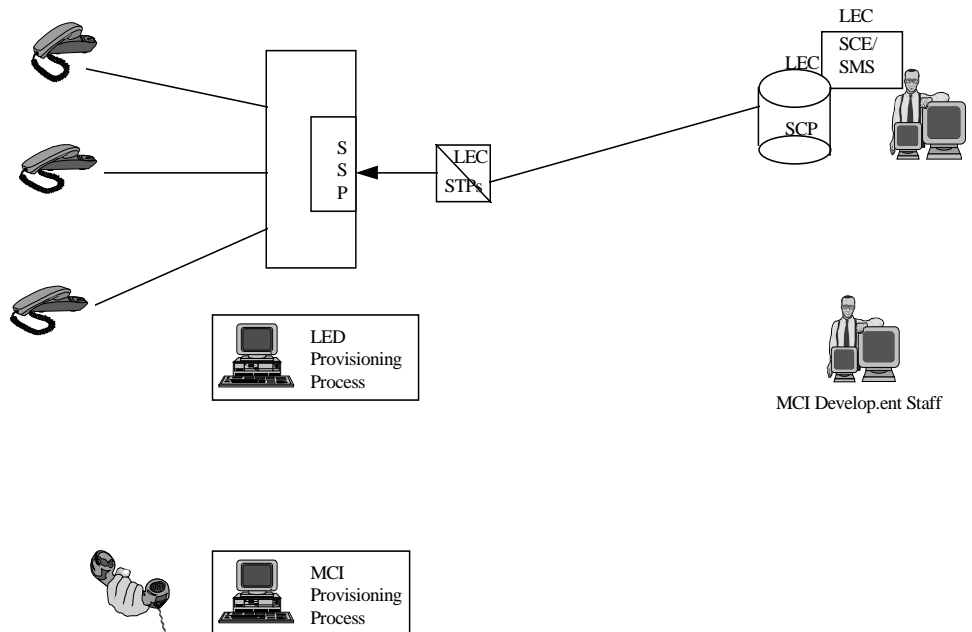 LEC
SCE/
SMS
LEC
SCP
S
S
P
LEC
STPs
LED
Provisioning
Process
MCI Develop.ent Staff
MCI
Provisioning
Process